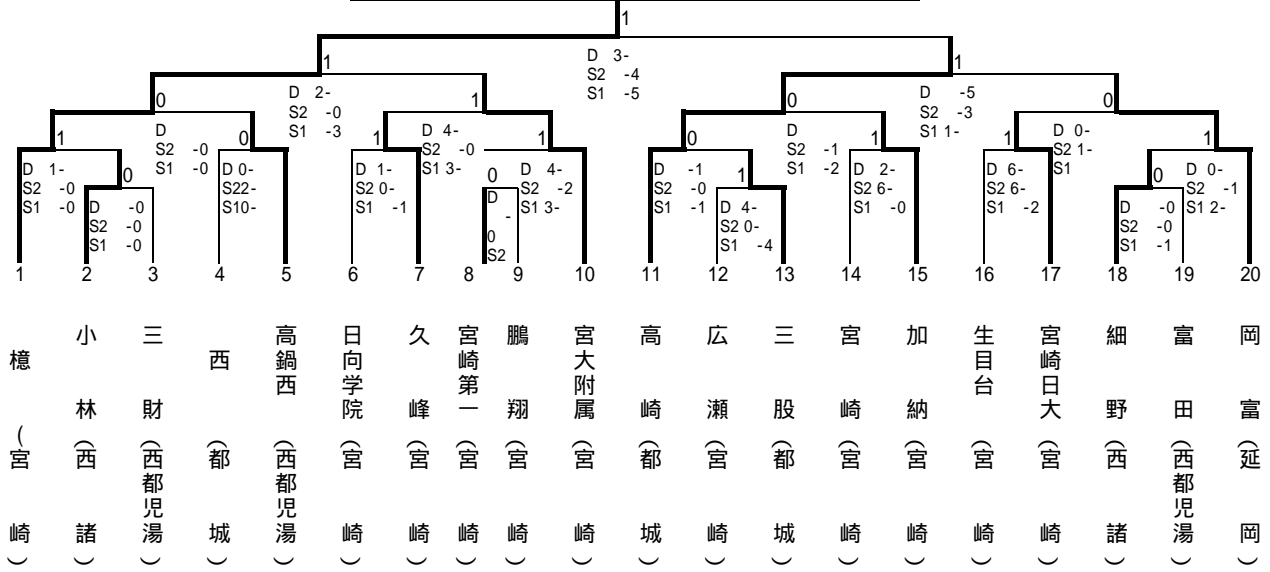 1
1 1
D 3-
S2 -4
S1 -5
0 1 0 0
D 2-
S2 -0
S1 -3
D -5
S2 -3
S1 1-
1 0 1 1 0 1 1 1
D
S2 -0
S1 -0
D 4-
S2 -0
S1 3-
D
S2 -1
S1 -2
D 0-
S2 1-
S1
D 1-
S2 -0
S1 -0
D 0-
S22-
S10-
D 1-
S2 0-
S1 -1
D 4-
S2 -2
S1 3-
D -1
S2 -0
S1 -1
D 2-
S2 6-
S1 -0
D 6-
S2 6-
S1 -2
D 0-
S2 -1
S1 2-
0 0 1 0
D -0
S2 -0
S1 -0
D
-
0
S2
D 4-
S2 0-
S1 -4
D -0
S2 -0
S1 -1
1 2 3 4 5 6 7 8 9 10 11 12 13 14 15 16 17 18 19 20
檍(宮崎)
小林(西諸)
三財(西都児湯)
西(都城)
高鍋西(西都児湯)
日向学院(宮崎)
久峰(宮崎)
宮崎第一(宮崎)
鵬翔(宮崎)
宮大附属(宮崎)
高崎(都城)
広瀬(宮崎)
三股(都城)
宮崎(宮崎)
加納(宮崎)
生目台(宮崎)
宮崎日大(宮崎)
細野(西諸)
富田(西都児湯)
岡富(延岡)